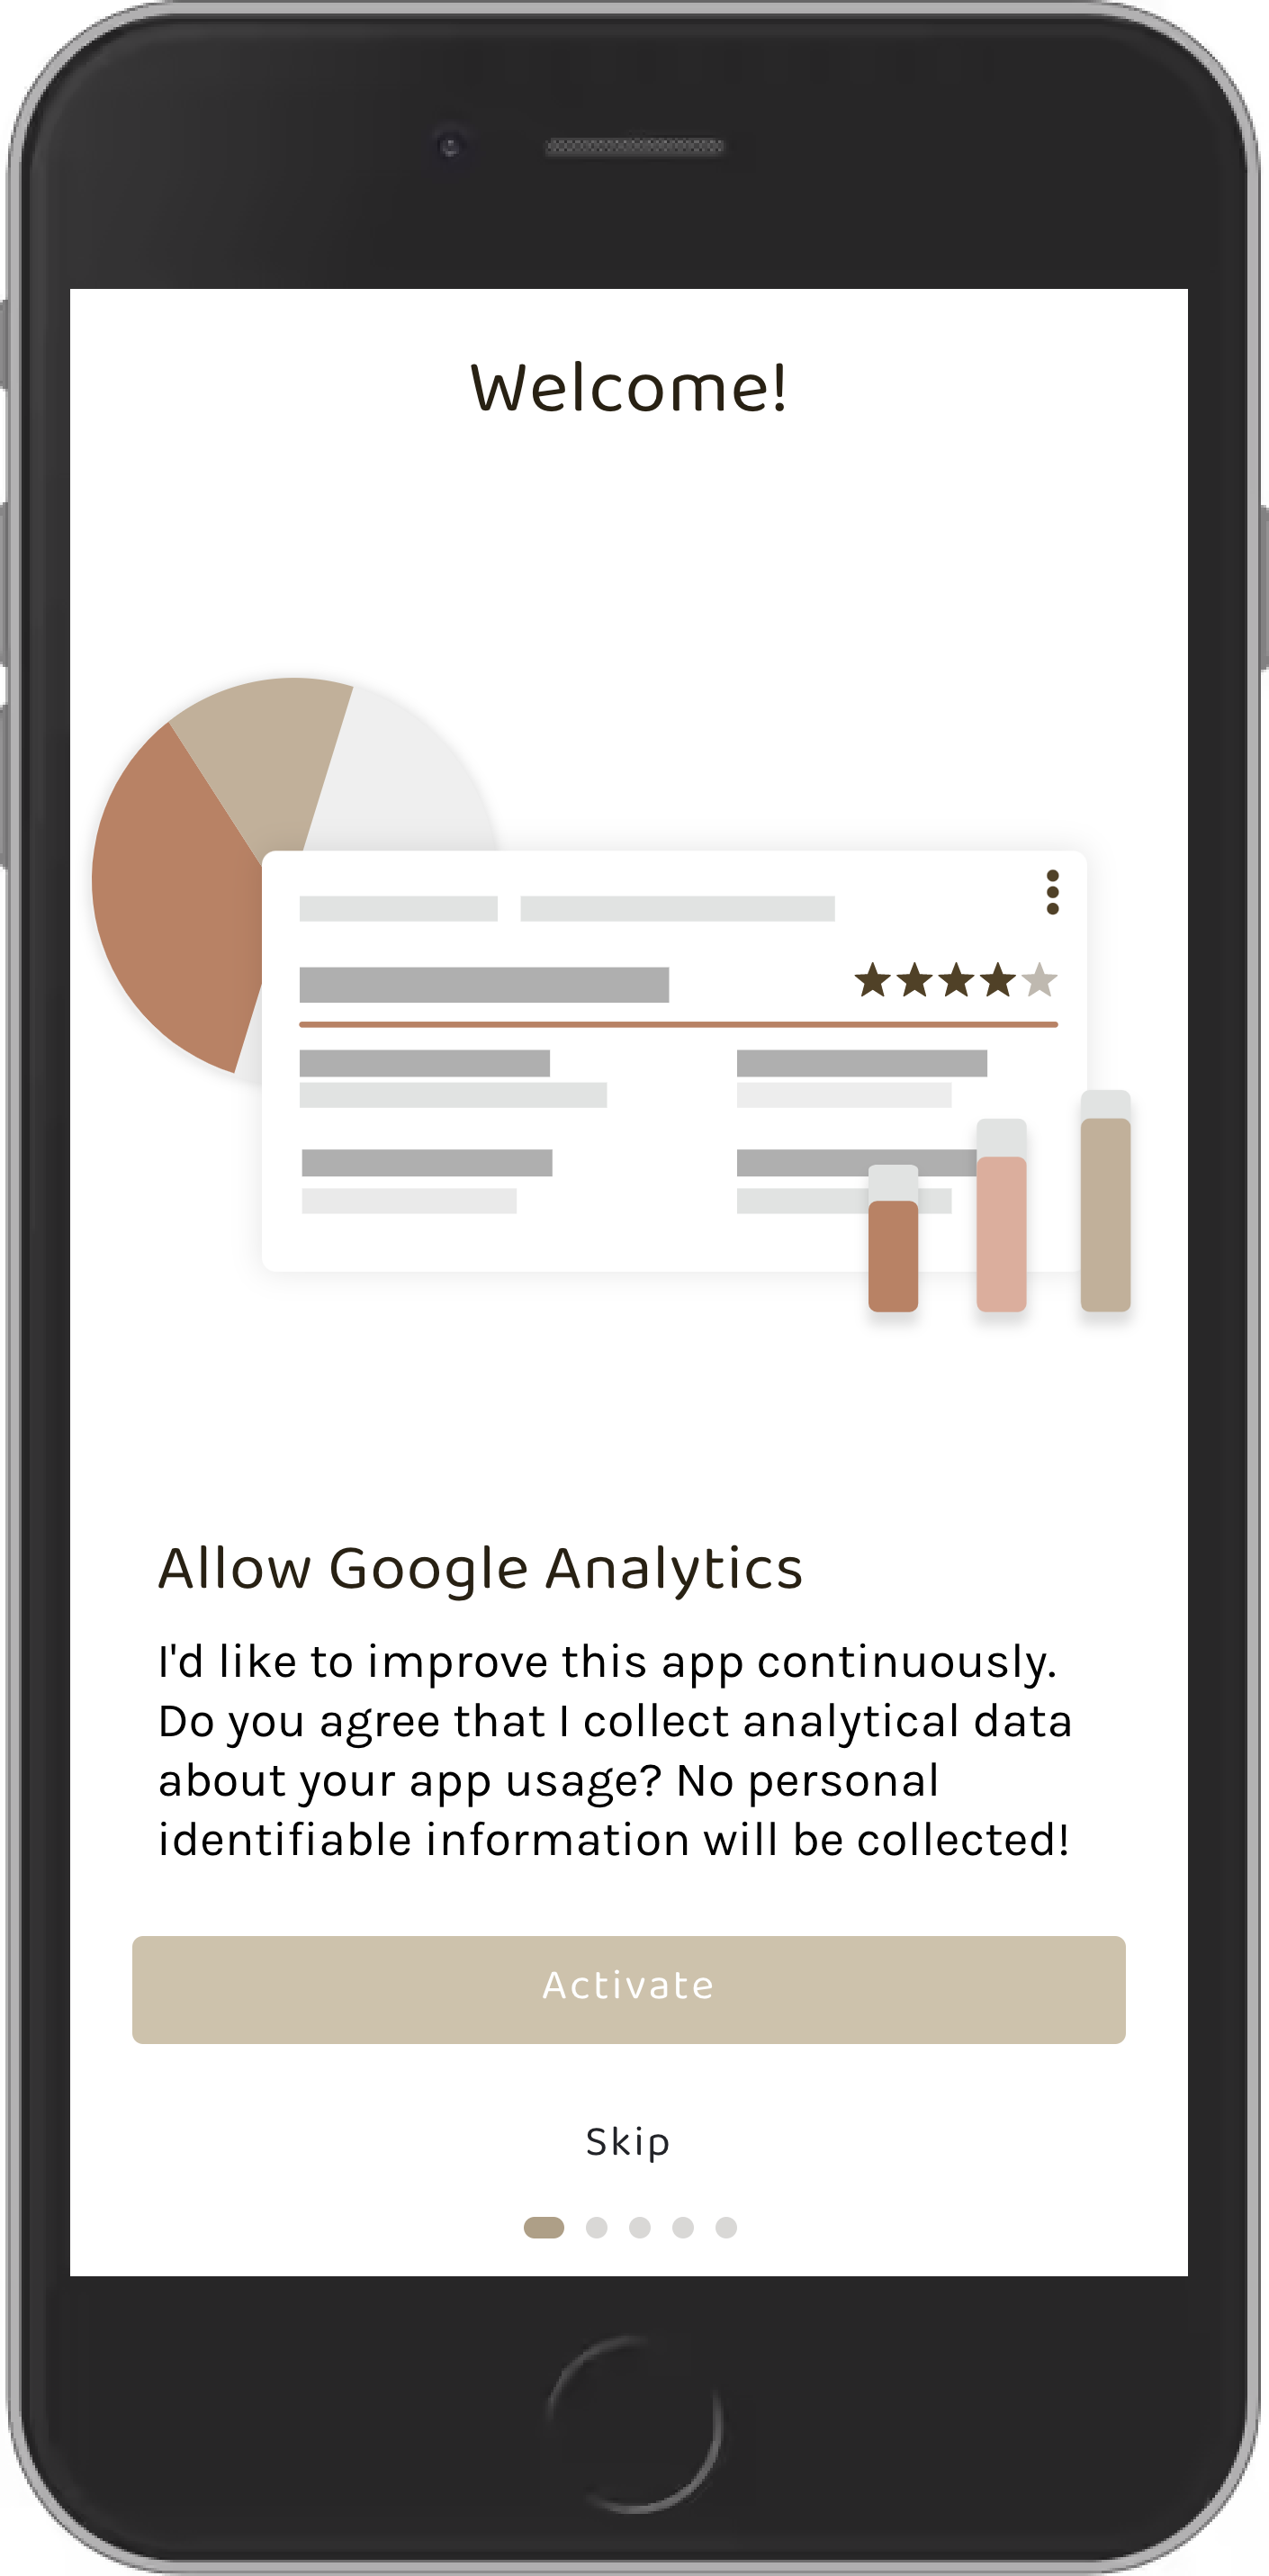 Welcome!
Allow Google Analytics
I'd like to improve this app continuously.
Do you agree that I collect analytical data
about your app usage? No personal
identifiable information will be collected!
Activate
Skip